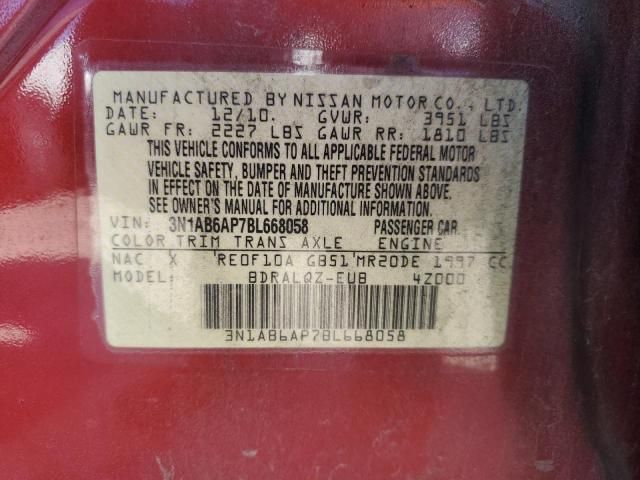 MANUFACTURED BY NISSAN MOTOR CO., LTD.
DATE: 12/10. GVWR: 3951 LBS
GAWR FR: 2227 LBS GAWR RR: 1810 LBS
THIS VEHICLE CONFORMS TO ALL APPLICABLE FEDERAL MOTOR
VEHICLE SAFETY, BUMPER AND THEFT PREVENTION STANDARDS
IN EFFECT ON THE DATE OF MANUFACTURE SHOWN ABOVE.
SEE OWNER'S MANUAL FOR ADDITIONAL INFORMATION.
VIN: 3N1AB6AP7BL668058 PASSENGER CAR
COLOR TRIM TRANS AXLE ENGINE
NAC X RE0F10A GB51 MR20DE 1997 CC
MODEL: BDRALQZ-EUB 4Z000
3N1AB6AP7BL668058